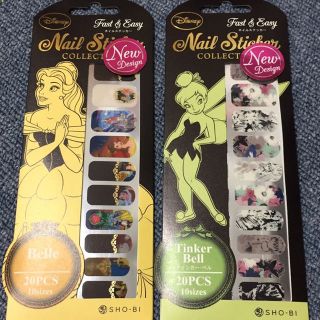 Disney
Fast & Easy
ネイルステッカー
Nail Sticker
COLLECTION
New
Design
Belle
20PCS
10sizes
SHO-BI
Disney
Fast & Easy
ネイルステッカー
Nail Sticker
COLLECTION
New
Design
Tinker
Bell
ティンカー・ベル
20PCS
10sizes
SHO-BI